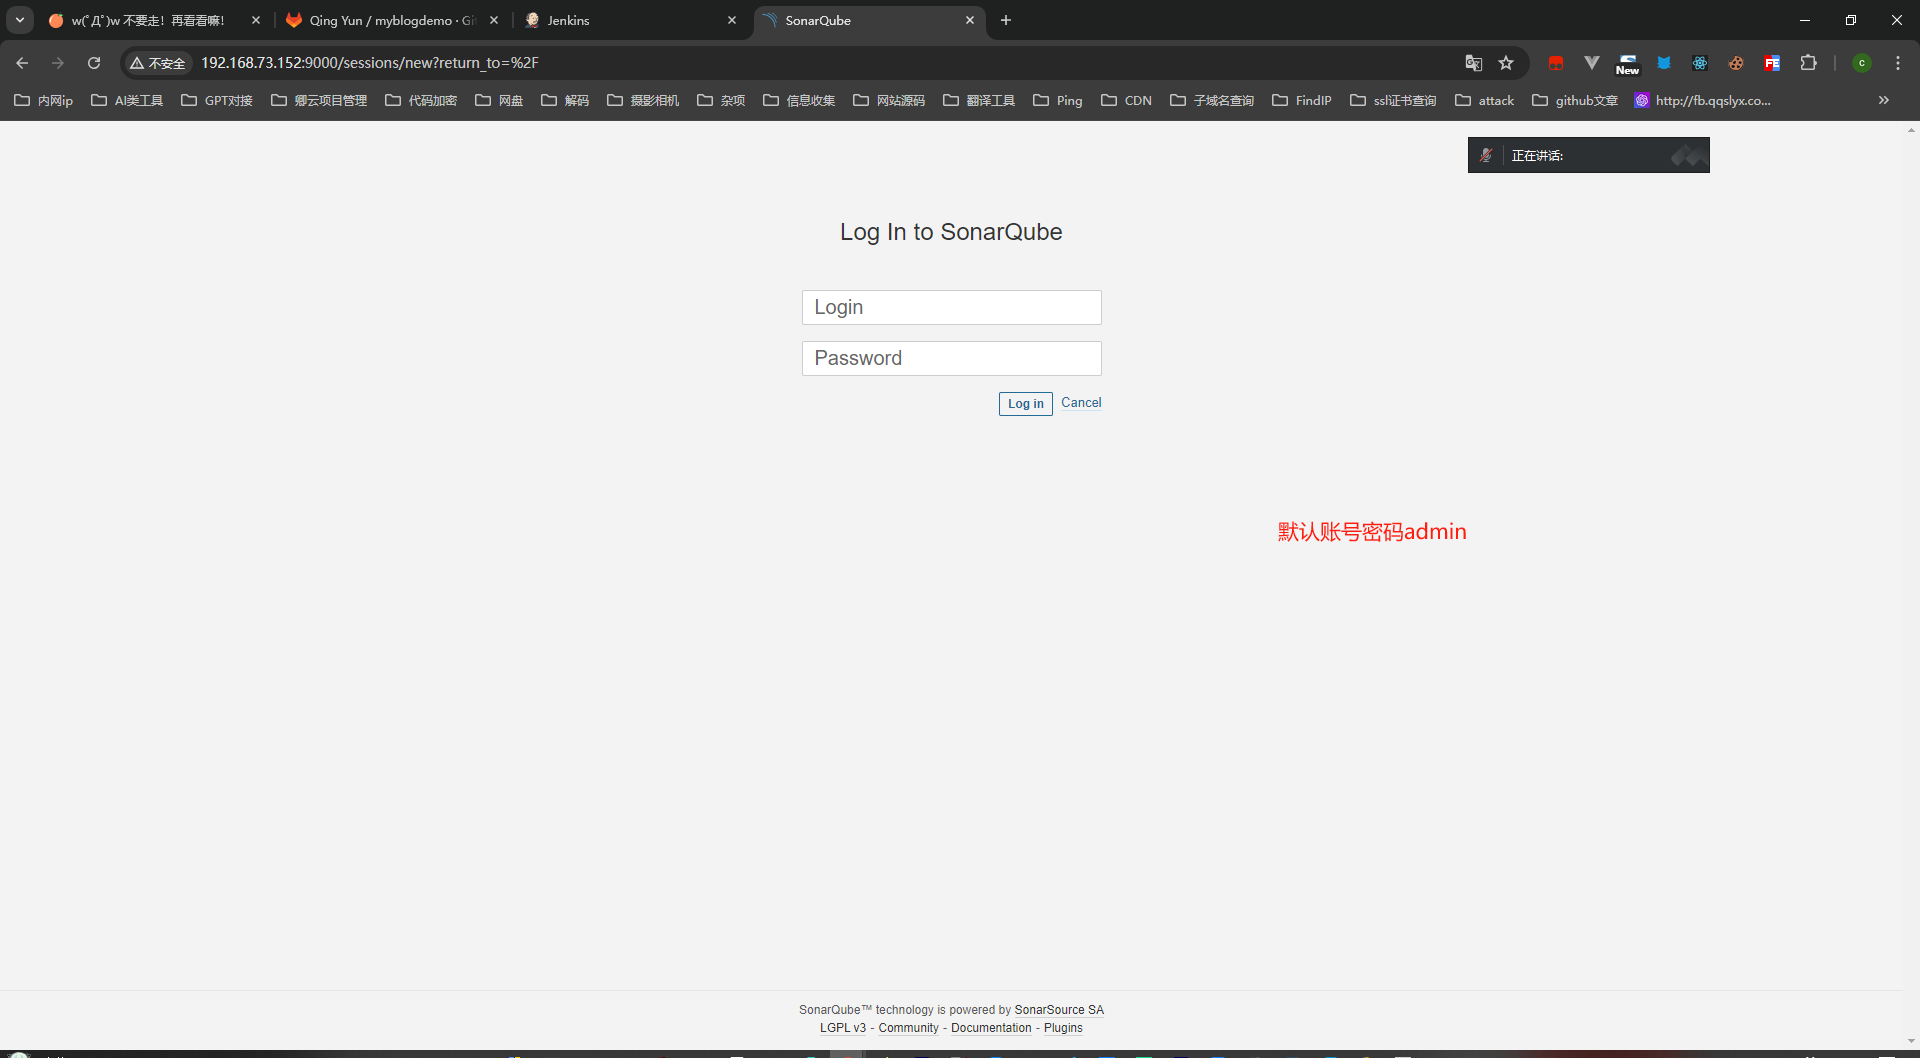 w(ﾟДﾟ)w 不要走！再看看嘛！
Qing Yun / myblogdemo · Gi
Jenkins
SonarQube
不安全
192.168.73.152:9000/sessions/new?return_to=%2F
New
FE
c
内网ip
AI类工具
GPT对接
卿云项目管理
代码加密
网盘
解码
摄影相机
杂项
信息收集
网站源码
翻译工具
Ping
CDN
子域名查询
FindIP
ssl证书查询
attack
github文章
http://fb.qqslyx.co...
正在讲话:
Log In to SonarQube
Login
Password
Log in
Cancel
默认账号密码admin
SonarQube™ technology is powered by SonarSource SA
LGPL v3 - Community - Documentation - Plugins